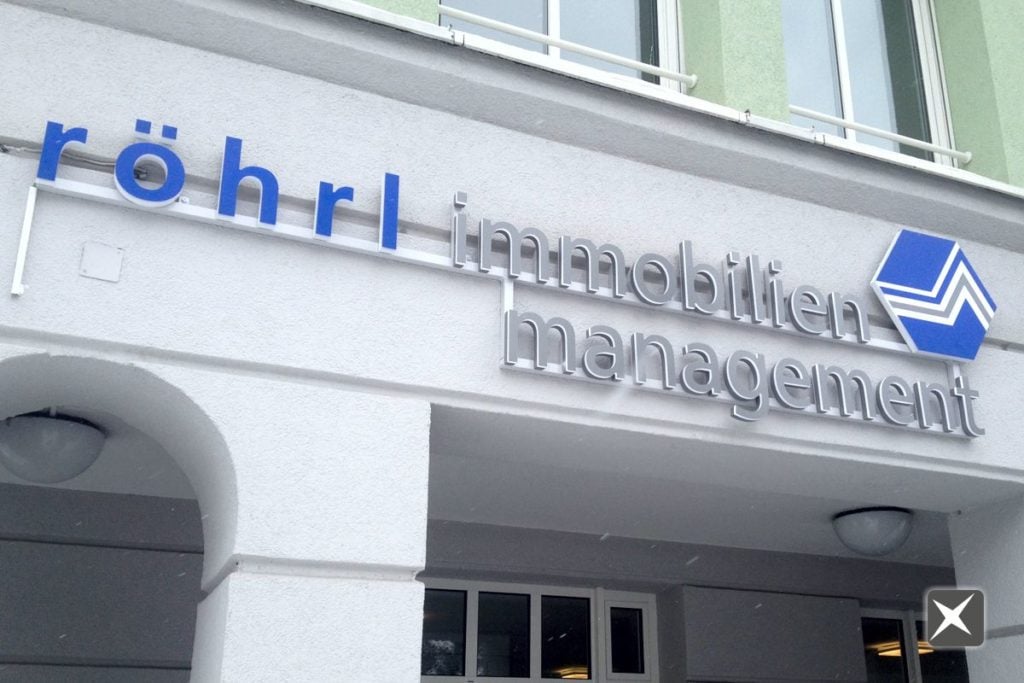 röhrl immobilien
management